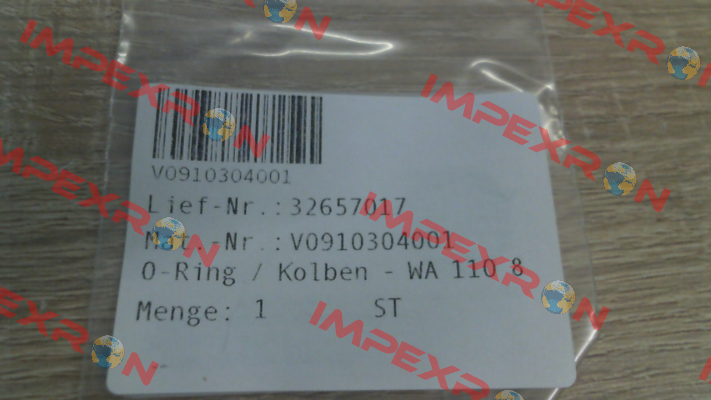 V0910304001
Lief-Nr.:32657017
Mat.-Nr.:V0910304001
O-Ring / Kolben - WA 110 8
Menge: 1 ST
IMPEXRON
IMPEXRON
IMPEXRON
IMPEXRON
IMPEXRON
IMPEXRON